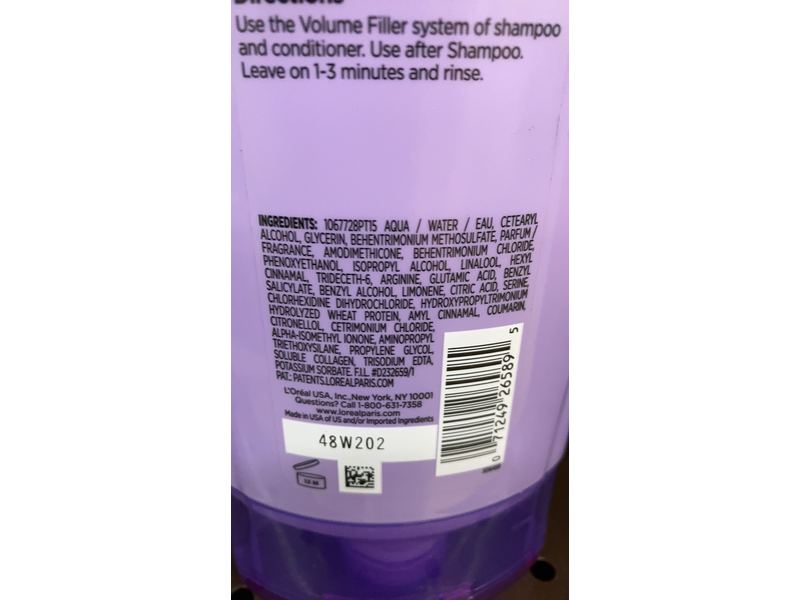 Directions
Use the Volume Filler system of shampoo
and conditioner. Use after Shampoo.
Leave on 1-3 minutes and rinse.
INGREDIENTS: 1067728PT15 AQUA / WATER / EAU, CETEARYL
ALCOHOL, GLYCERIN, BEHENTRIMONIUM METHOSULFATE, PARFUM /
FRAGRANCE, AMODIMETHICONE, BEHENTRIMONIUM CHLORIDE,
PHENOXYETHANOL, ISOPROPYL ALCOHOL, LINALOOL, HEXYL
CINNAMAL, TRIDECETH-6, ARGININE, GLUTAMIC ACID, BENZYL
SALICYLATE, BENZYL ALCOHOL, LIMONENE, CITRIC ACID, SERINE,
CHLORHEXIDINE DIHYDROCHLORIDE, HYDROXYPROPYLTRIMONIUM
HYDROLYZED WHEAT PROTEIN, AMYL CINNAMAL, COUMARIN,
CITRONELLOL, CETRIMONIUM CHLORIDE,
ALPHA-ISOMETHYL IONONE, AMINOPROPYL
TRIETHOXYSILANE, PROPYLENE GLYCOL,
SOLUBLE COLLAGEN, TRISODIUM EDTA,
POTASSIUM SORBATE. F.I.L. #D232659/1
PAT.: PATENTS.LOREALPARIS.COM
L'Oréal USA, Inc., New York, NY 10001
Questions? Call 1-800-631-7358
www.lorealparis.com
Made in USA of US and/or Imported Ingredients
48W202
12 M
0 71249 26589 5